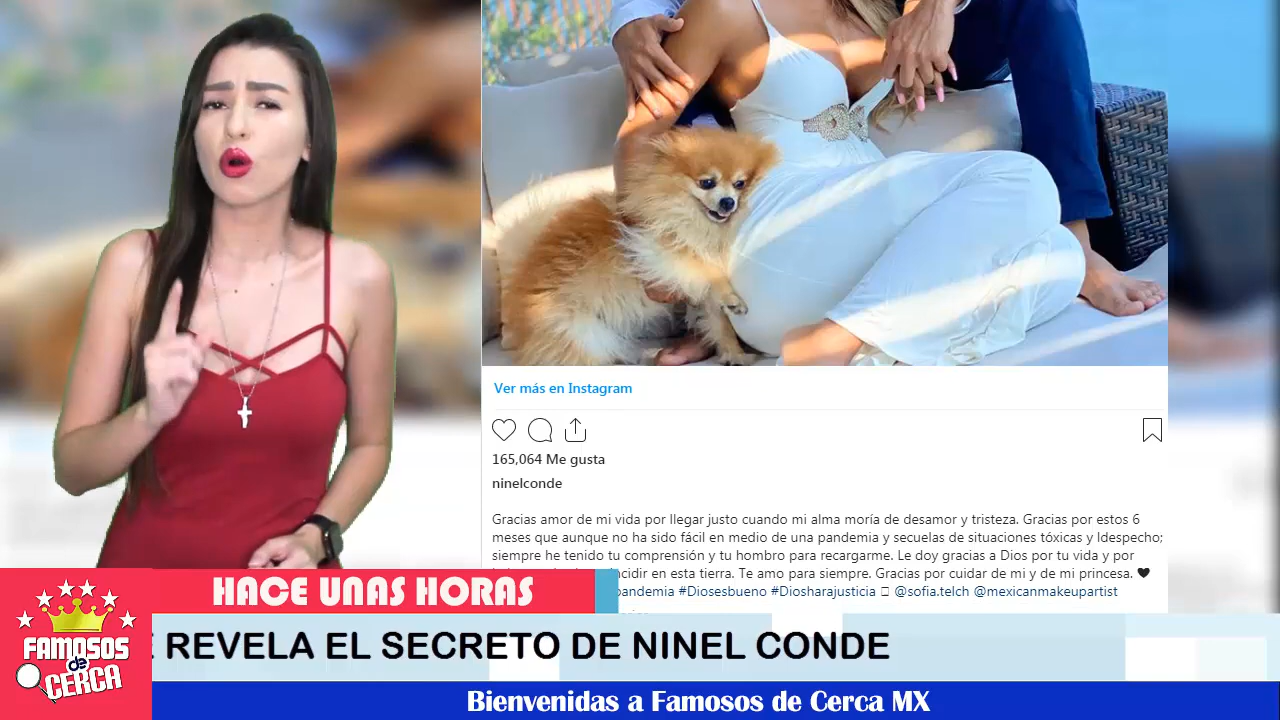 Ver más en Instagram
165,064 Me gusta
ninelconde
Gracias amor de mi vida por llegar justo cuando mi alma moría de desamor y tristeza. Gracias por estos 6
meses que aunque no ha sido fácil en medio de una pandemia y secuelas de situaciones tóxicas y ldespecho;
siempre he tenido tu comprensión y tu hombro para recargarme. Le doy gracias a Dios por tu vida y por
en esta tierra. Te amo para siempre. Gracias por cuidar de mi y de mi princesa. 🖤
#Diosesbueno #Diosharajusticia @sofia.telch @mexicanmakeupartist
HACE UNAS HORAS
REVELA EL SECRETO DE NINEL CONDE
FAMOSOS
de
CERCA
Bienvenidas a Famosos de Cerca MX